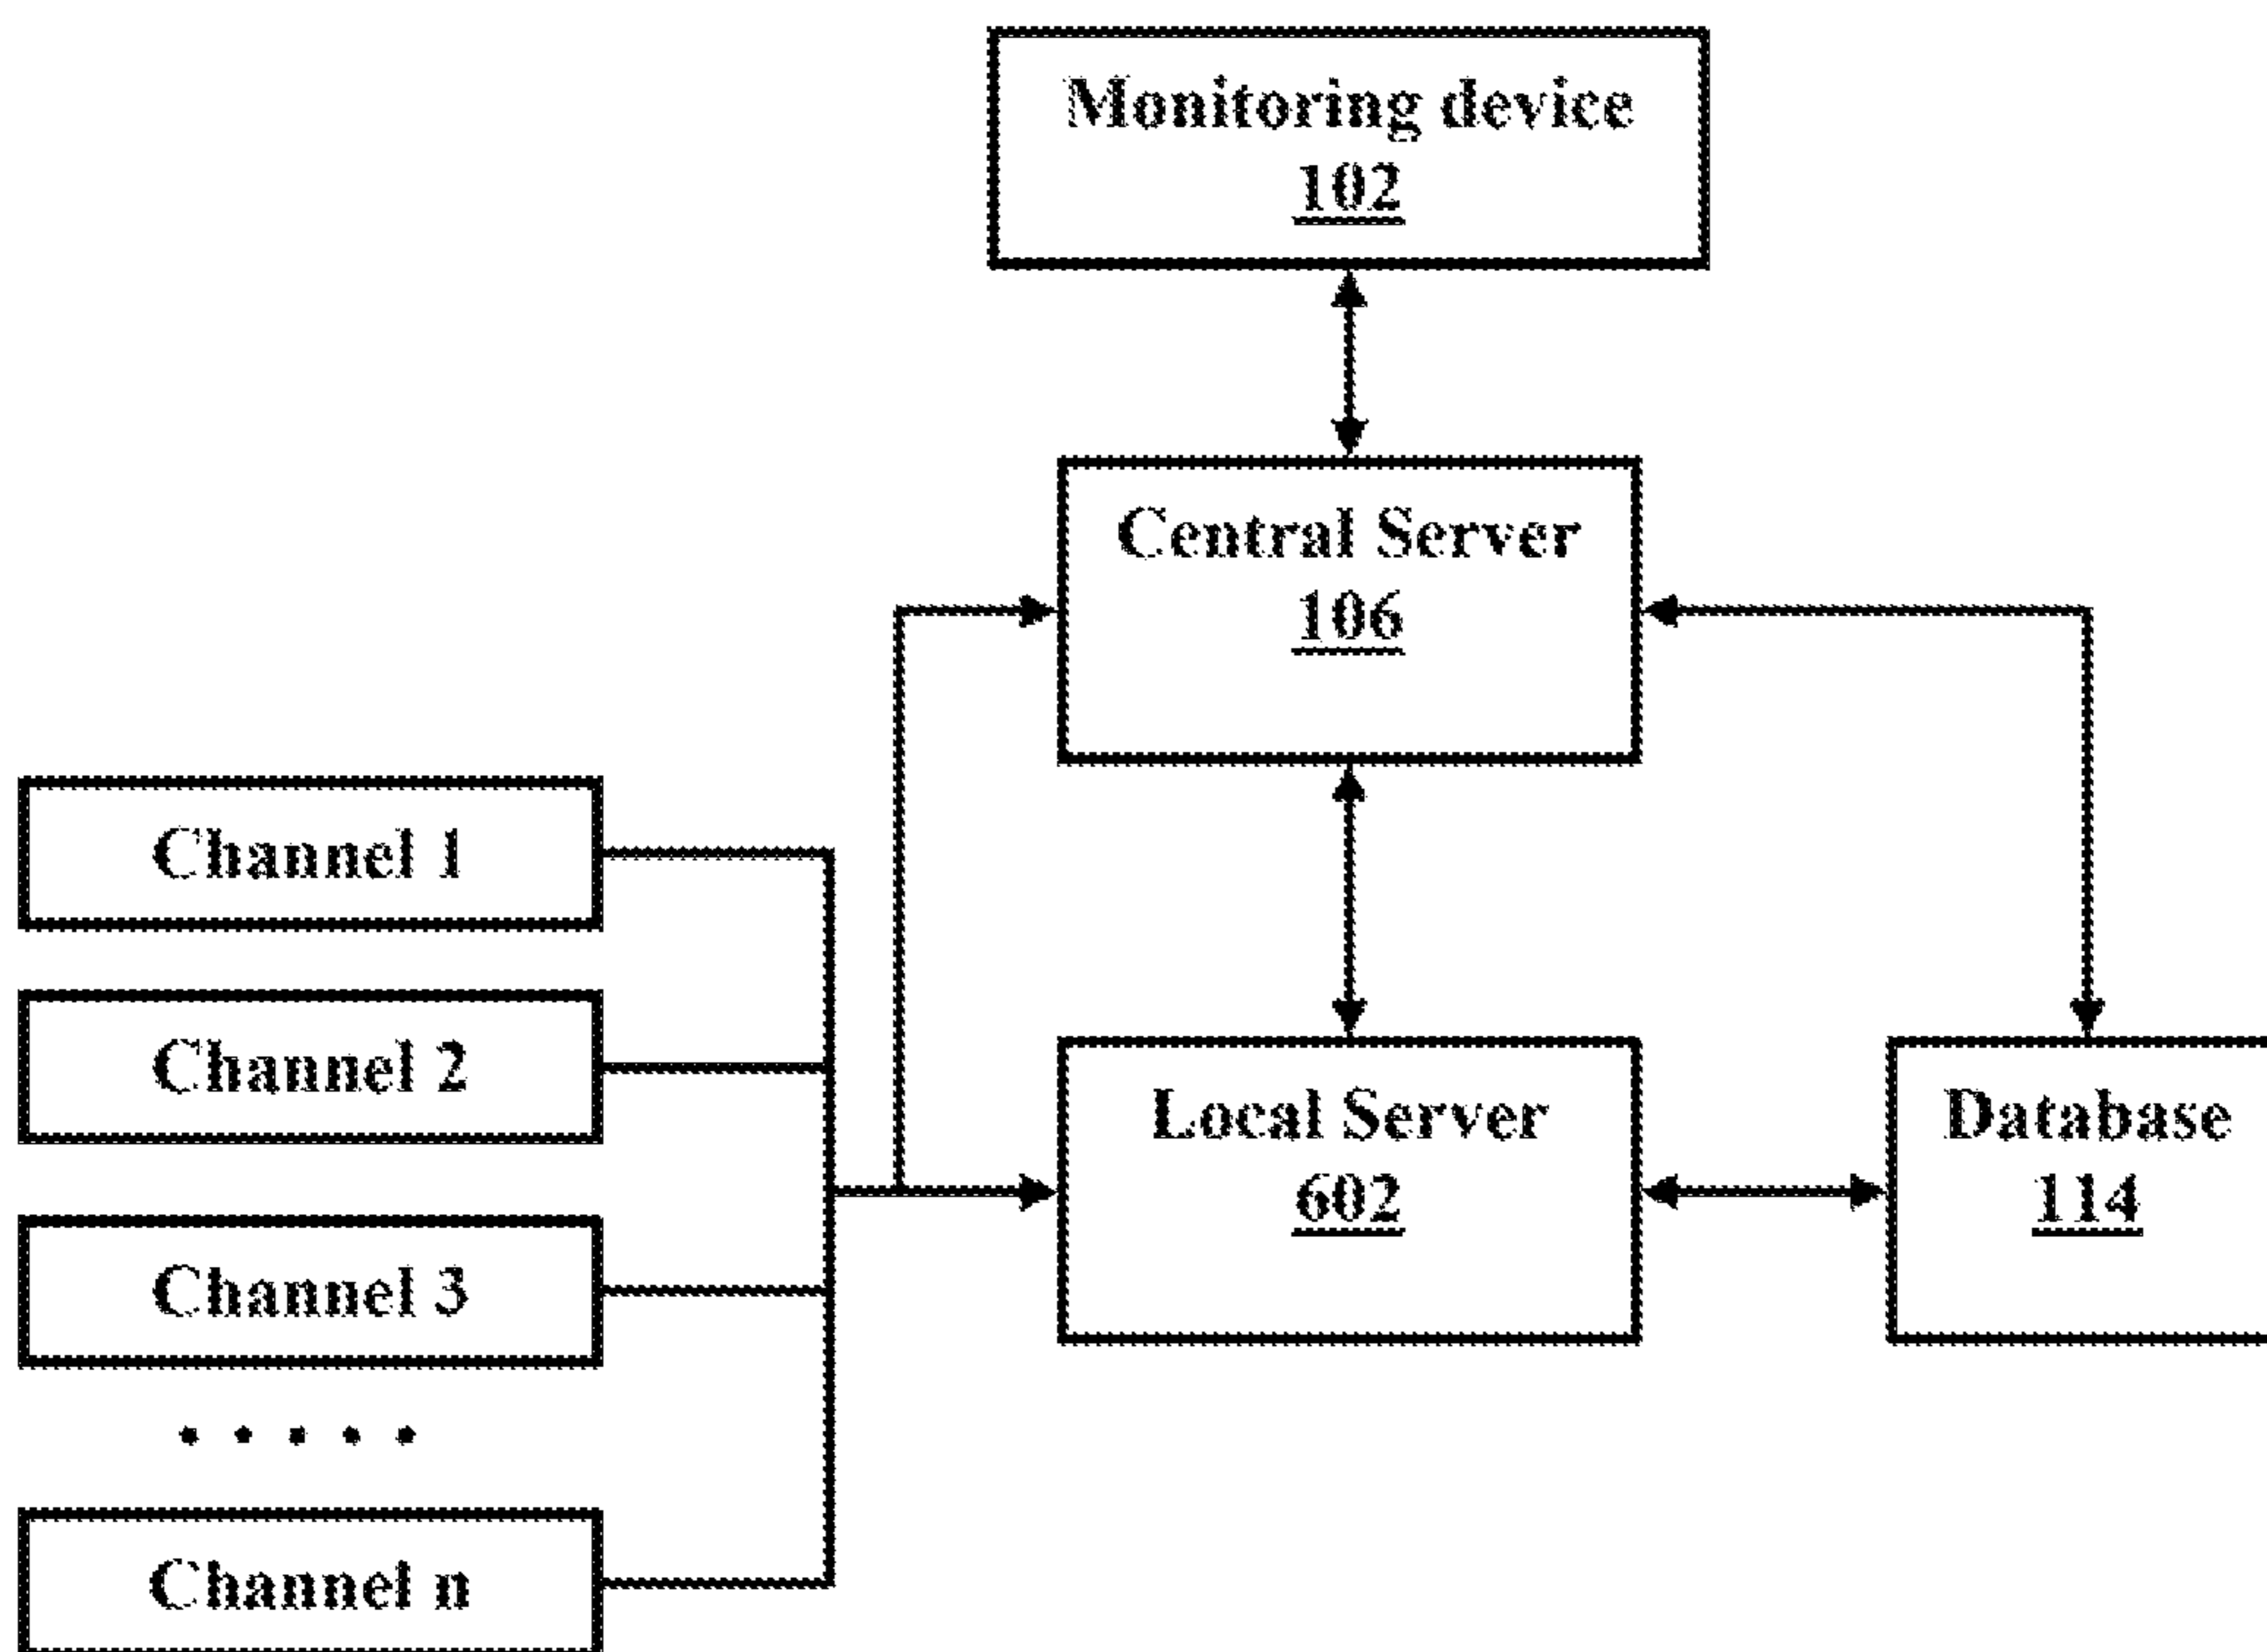 Monitoring device
102
Central Server
106
Channel 1
Channel 2
Channel 3
.....
Channel n
Local Server
602
Database
114